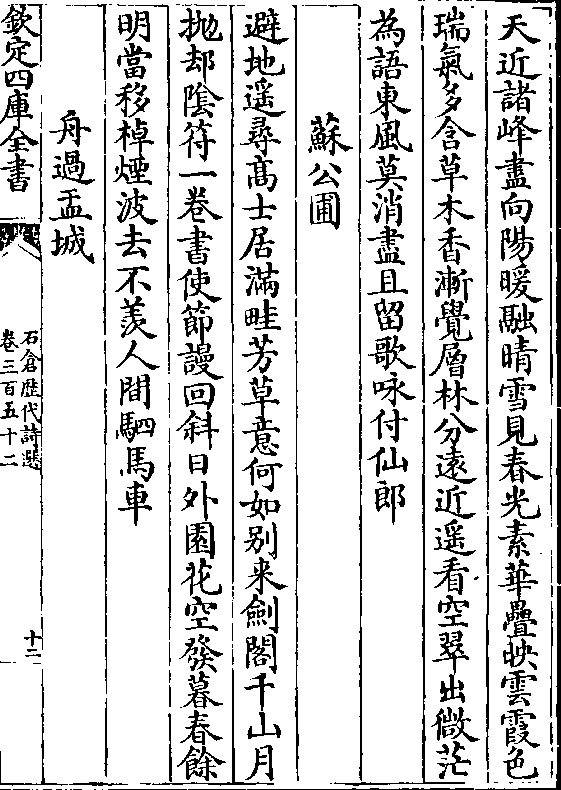 天近諸峰盡向陽暖融晴雪見春光素華疊映雲霞色
瑞氣多含草木香漸覺層林分遠近遥看空翠出微茫
為語東風莫消盡且留歌咏付仙郎
蘇公圃
避地遥尋高士居滿畦芳草意何如别来劍閣千山月
抛却陰符一卷書使節謾回斜日外園花空發暮春餘
明當移棹煙波去不羨人間駟馬車
舟過盂城
欽定四庫全書
石倉歴代詩選
卷三百五十二
十二